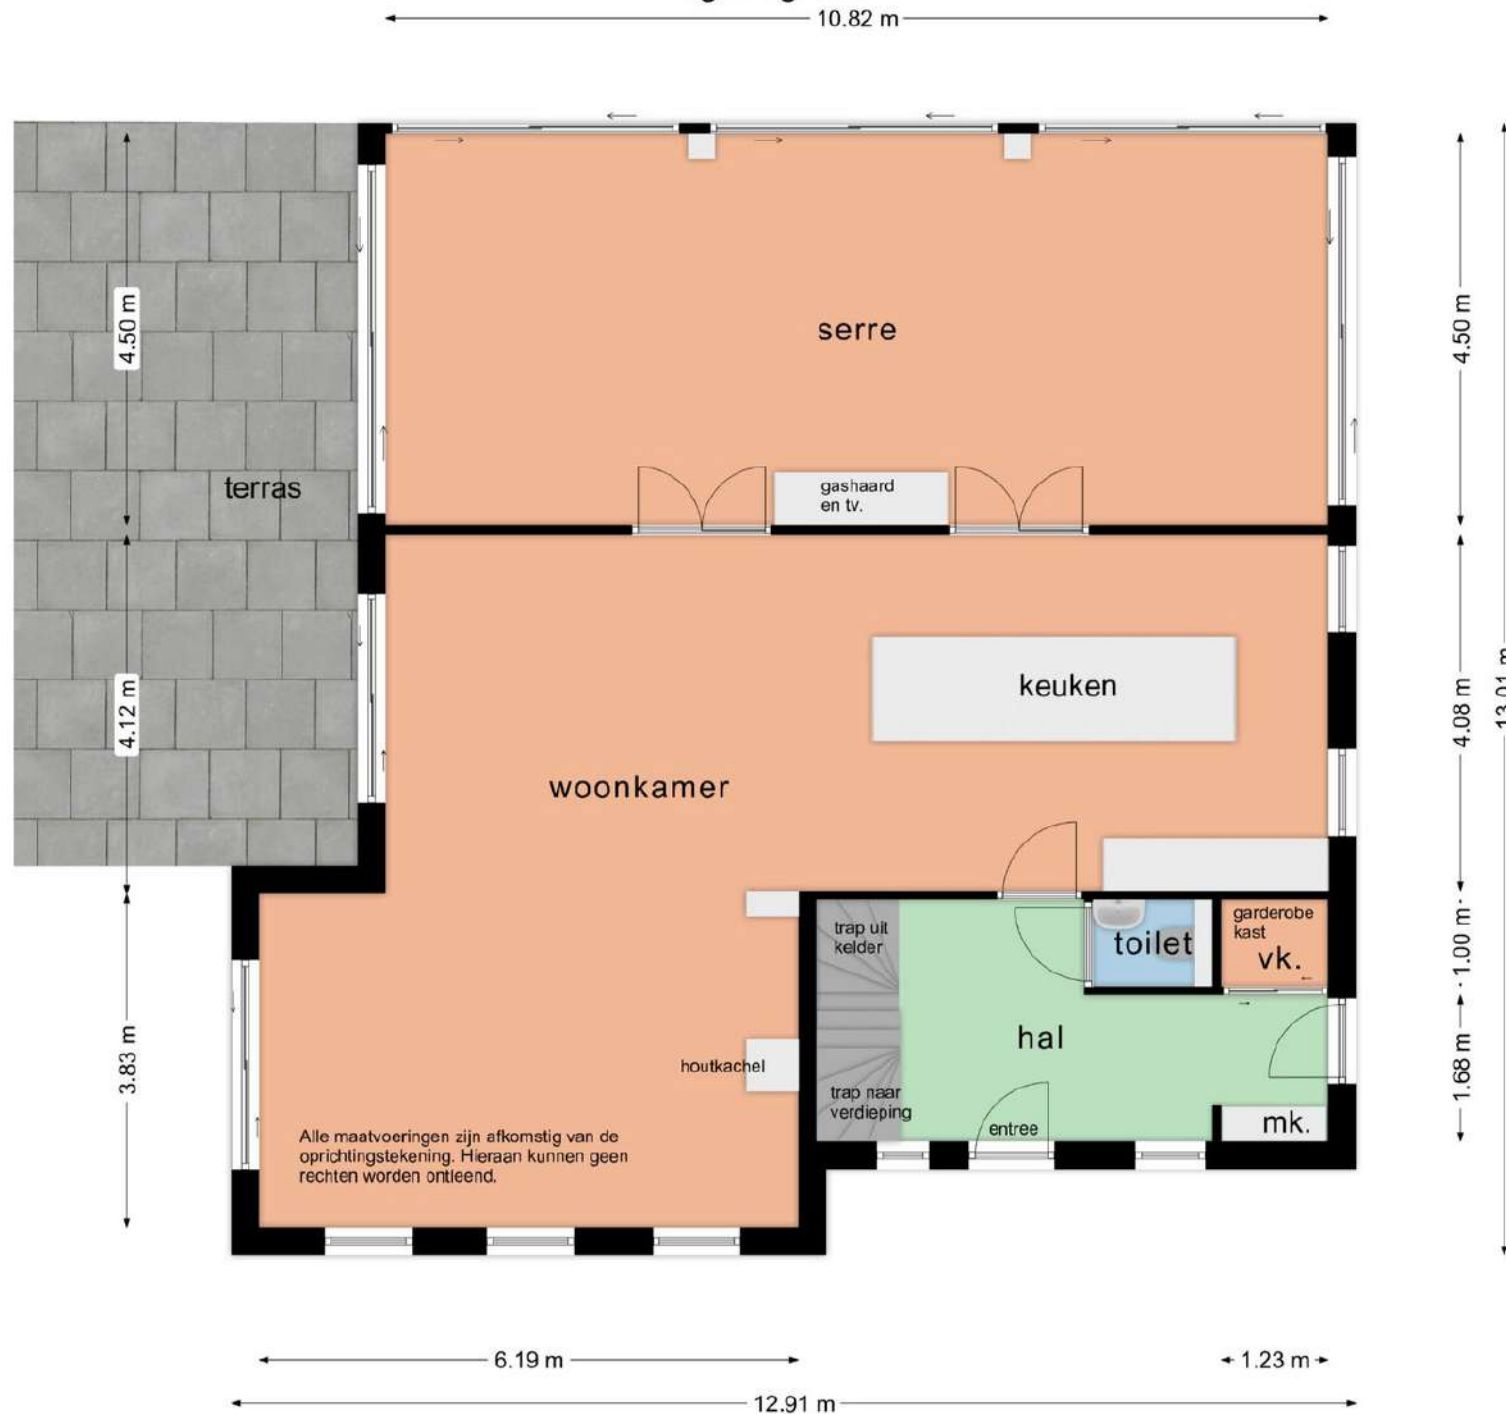 10.82 m
4.50 m
serre
4.50 m
terras
gashaard
en tv.
keuken
4.12 m
4.08 m
13.01 m
woonkamer
trap uit
kelder
toilet
garderobe
kast
vk.
1.00 m
hal
houtkachel
3.83 m
1.68 m
trap naar
verdieping
entree
mk.
Alle maatvoeringen zijn afkomstig van de
oprichtingstekening. Hieraan kunnen geen
rechten worden ontleend.
6.19 m
1.23 m
12.91 m